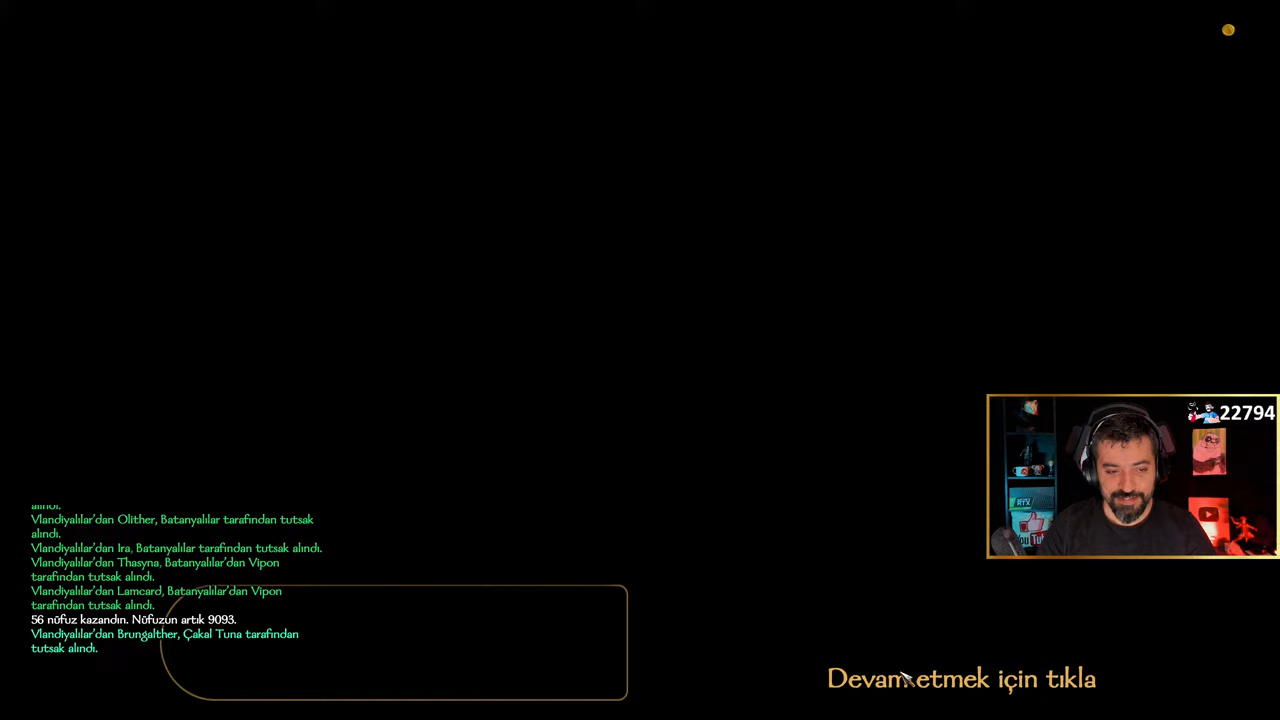 22794
alındı.
Vlandiyalılar'dan Olither, Batanyalılar tarafından tutsak
alındı.
Vlandiyalılar'dan Ira, Batanyalılar tarafından tutsak alındı.
Vlandiyalılar'dan Thasyna, Batanyalılar'dan Vipon
tarafından tutsak alındı.
Vlandiyalılar'dan Lamcard, Batanyalılar'dan Vipon
tarafından tutsak alındı.
56 nüfuz kazandın. Nüfuzun artık 9093.
Vlandiyalılar'dan Brungalther, Çakal Tuna tarafından
tutsak alındı.
Devam etmek için tıkla